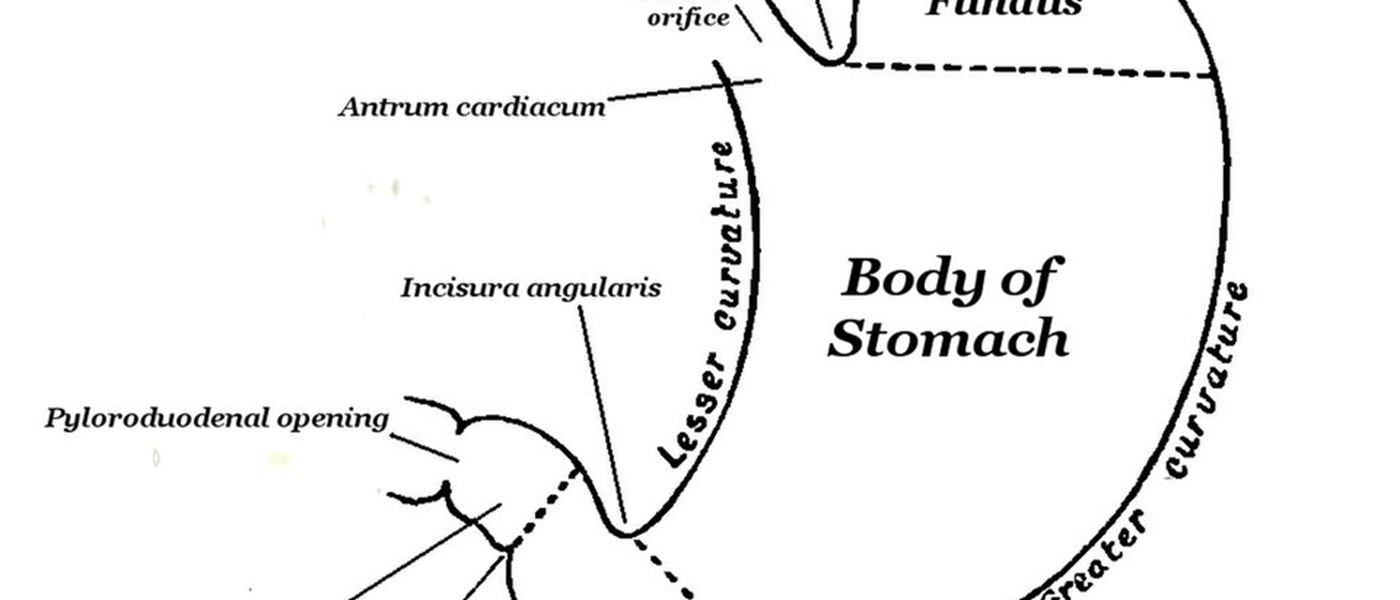 orifice
Fundus
Antrum cardiacum
Lesser curvature
Body of
Stomach
Incisura angularis
Greater curvature
Pyloroduodenal opening